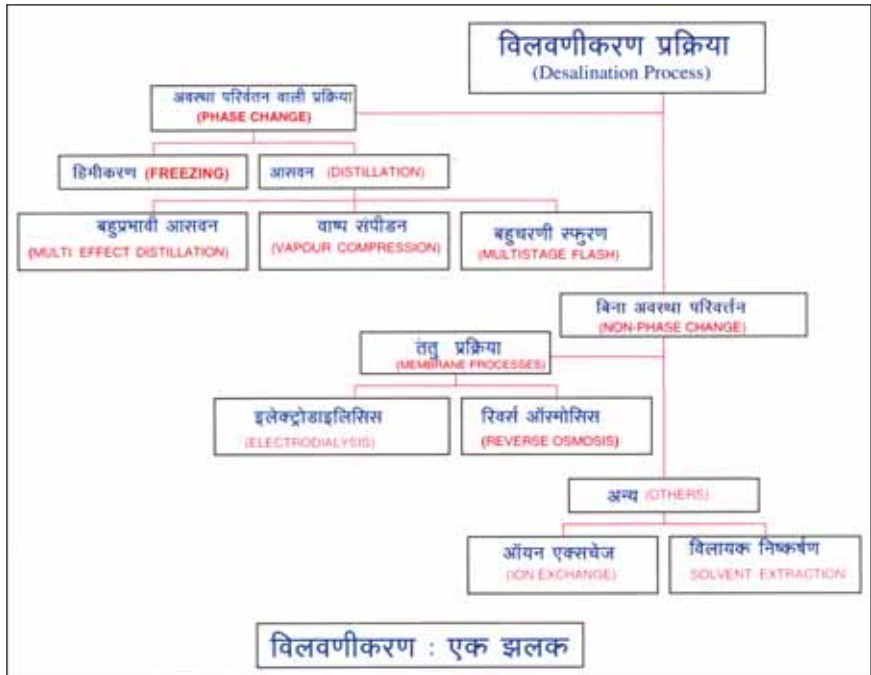 विलवणीकरण प्रक्रिया
(Desalination Process)
अवस्था परिर्वतन वाली प्रक्रिया
(PHASE CHANGE)
हिमीकरण (FREEZING)
आसवन (DISTILLATION)
बहुप्रभावी आसवन
(MULTI EFFECT DISTILLATION)
वाष्प संपीडन
(VAPOUR COMPRESSION)
बहुचरणी स्फुरण
(MULTISTAGE FLASH)
बिना अवस्था परिवर्त्तन
(NON-PHASE CHANGE)
तंतु प्रक्रिया
(MEMBRANE PROCESSES)
इलेक्ट्रोडाइलिसिस
(ELECTRODIALYSIS)
रिवर्स ऑस्मोसिस
(REVERSE OSMOSIS)
अन्य (OTHERS)
ऑयन एक्सचेंज
(ION EXCHANGE)
विलायक निष्कर्षण
SOLVENT EXTRACTION
विलवणीकरण : एक झलक